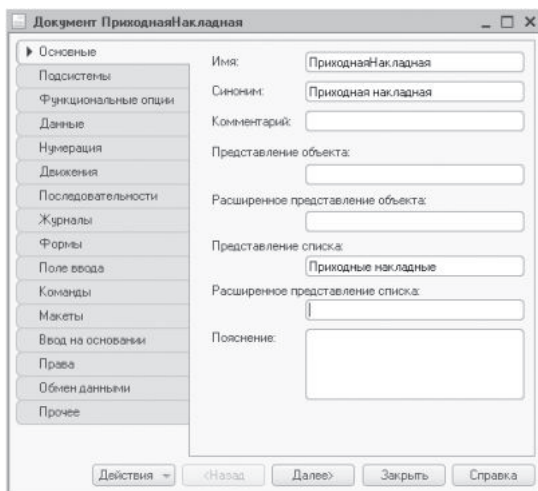 Документ ПриходнаяНакладная
Основные
Подсистемы
Функциональные опции
Данные
Нумерация
Движения
Последовательности
Журналы
Формы
Поле ввода
Команды
Макеты
Ввод на основании
Права
Обмен данными
Прочее
Имя: ПриходнаяНакладная
Синоним: Приходная накладная
Комментарий:
Представление объекта:
Расширенное представление объекта:
Представление списка:
Приходные накладные
Расширенное представление списка:
Пояснение:
Действия <Назад Далее> Закрыть Справка